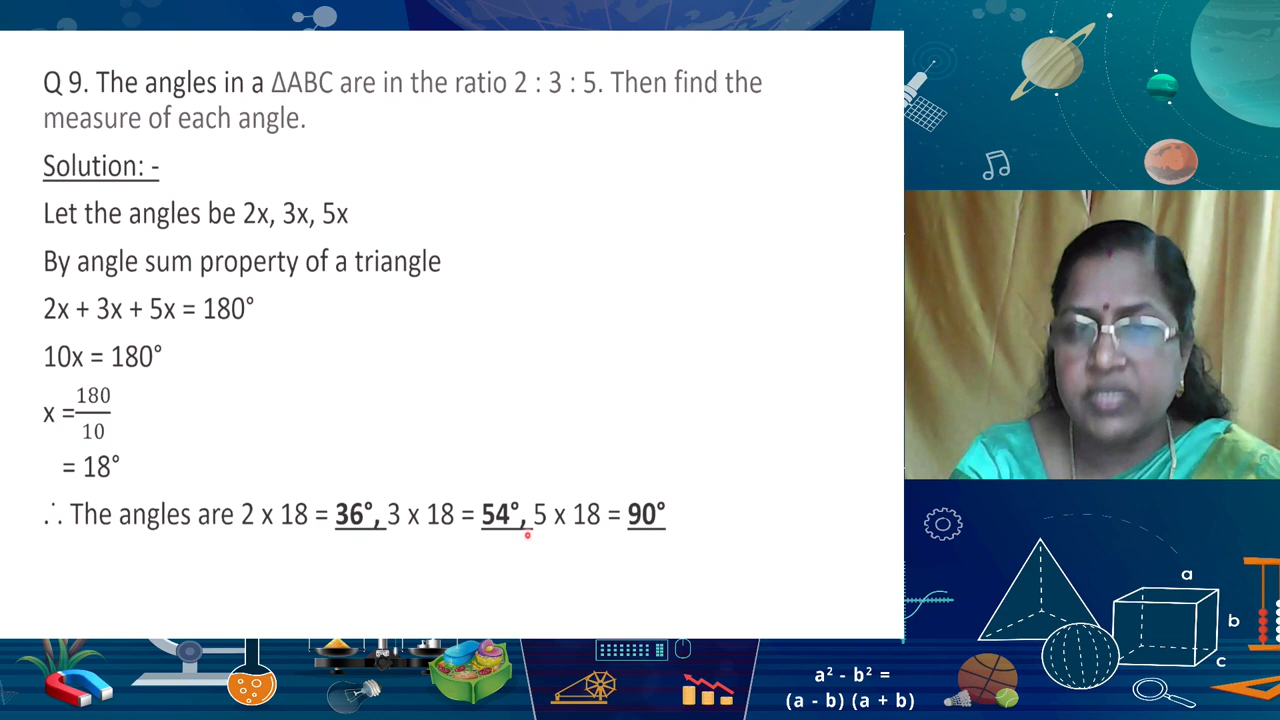 Q 9. The angles in a ∆ABC are in the ratio 2 : 3 : 5. Then find the
measure of each angle.
Solution: -
Let the angles be 2x, 3x, 5x
By angle sum property of a triangle
2x + 3x + 5x = 180°
10x = 180°
x = 180/10
= 18°
∴ The angles are 2 x 18 = 36°, 3 x 18 = 54°, 5 x 18 = 90°
a
b
c
a² - b² =
(a - b) (a + b)